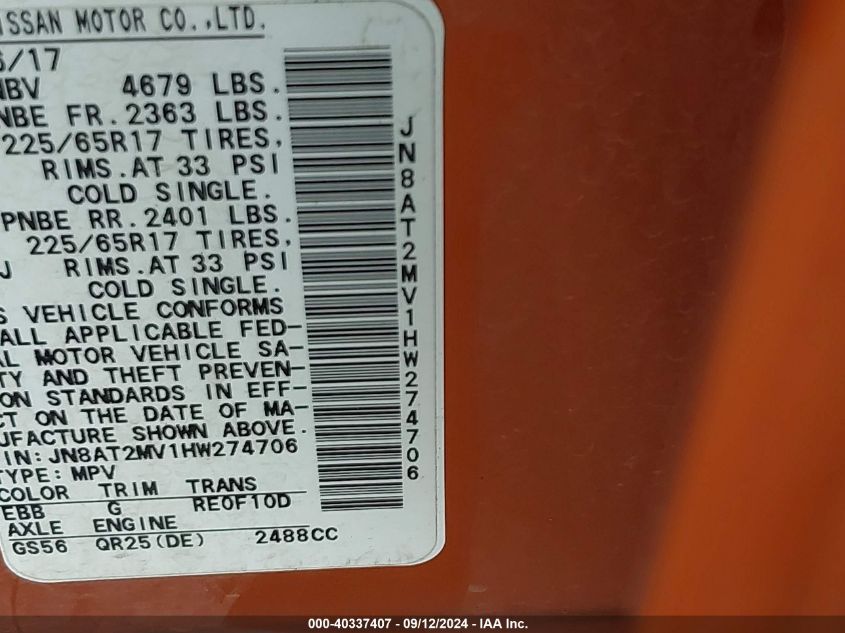 ISSAN MOTOR CO.,LTD.
6/17
NBV 4679 LBS.
NBE FR.2363 LBS.
225/65R17 TIRES,
RIMS.AT 33 PSI
COLD SINGLE.
PNBE RR.2401 LBS.
225/65R17 TIRES,
J RIMS.AT 33 PSI
COLD SINGLE.
S VEHICLE CONFORMS
ALL APPLICABLE FED-
AL MOTOR VEHICLE SA-
TY AND THEFT PREVEN-
ON STANDARDS IN EFF-
CT ON THE DATE OF MA-
UFACTURE SHOWN ABOVE.
IN:JN8AT2MV1HW274706
TYPE:MPV
COLOR TRIM TRANS
EBB G RE0F10D
AXLE ENGINE
GS56 QR25(DE) 2488CC
JN8AT2MV1HW274706
000-40337407 - 09/12/2024 - IAA Inc.